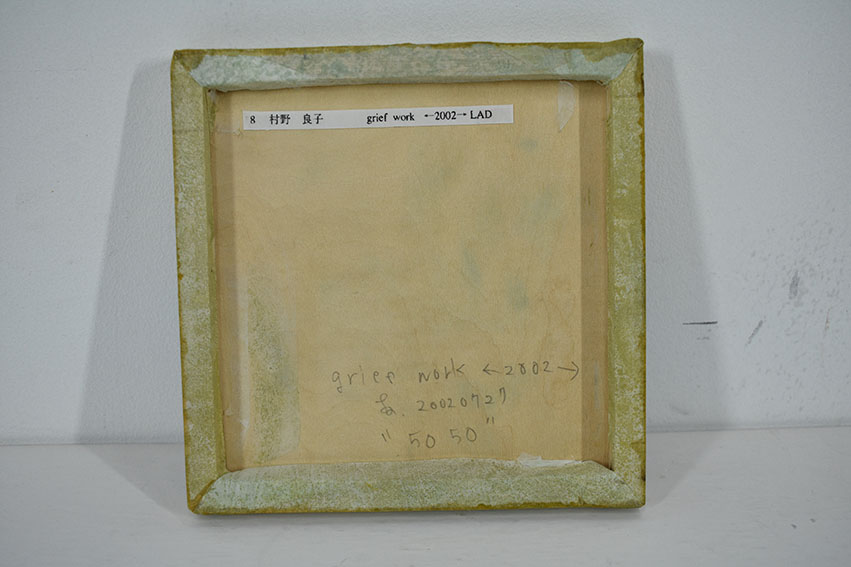 8 村野 良子 grief work ←2002→ LAD
grief work ←2002→
20020727
"50 50"